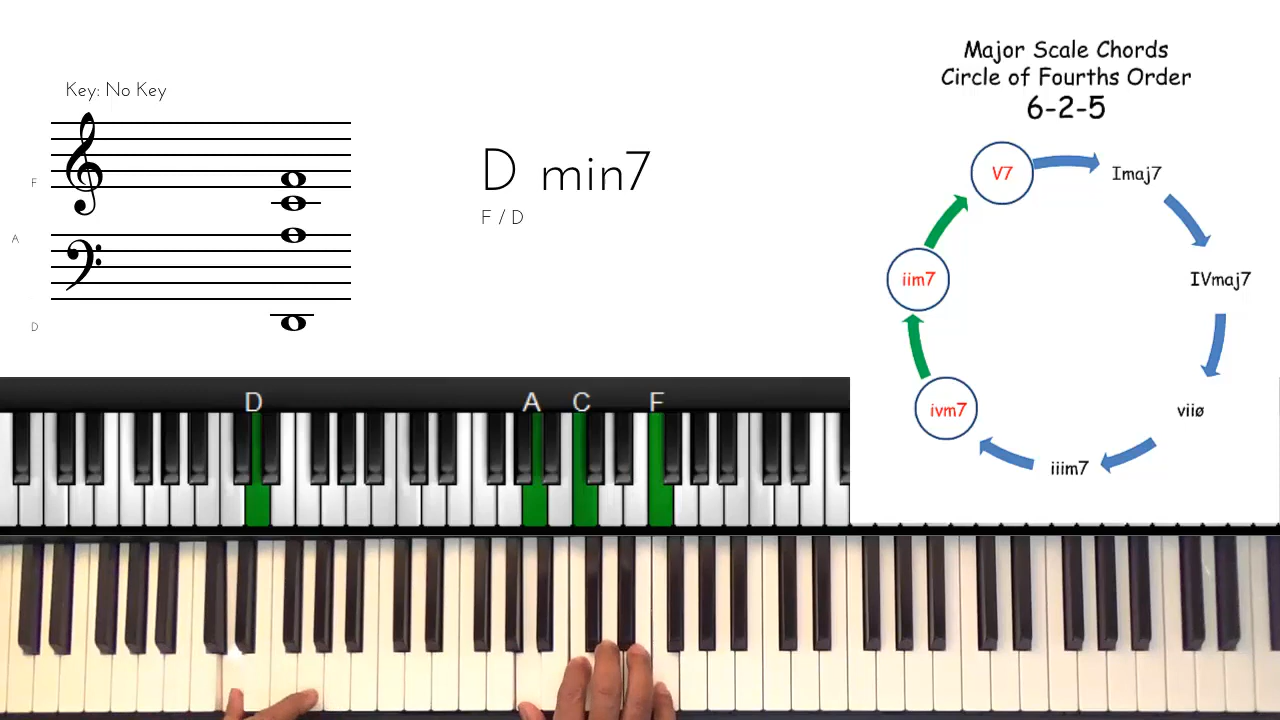 Major Scale Chords
Circle of Fourths Order
6-2-5
Key: No Key
F
A
D
D min7
F / D
V7
Imaj7
iim7
IVmaj7
ivm7
viiø
iiim7
D A C F